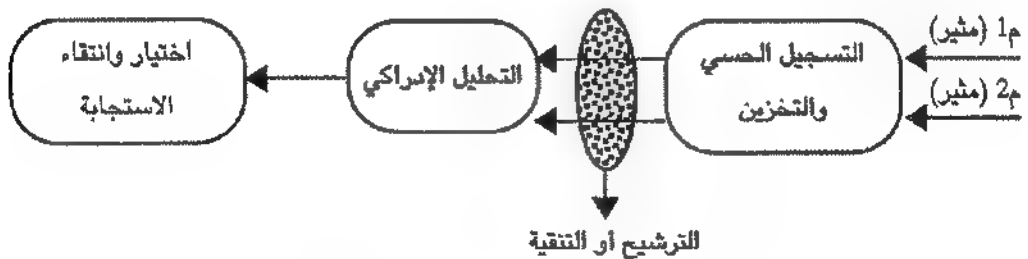 م1 (مثير)
م2 (مثير)
التسجيل الحسي
والتخزين
التحليل الإدراكي
اختيار وانتقاء
الاستجابة
الترشيح أو التنقية